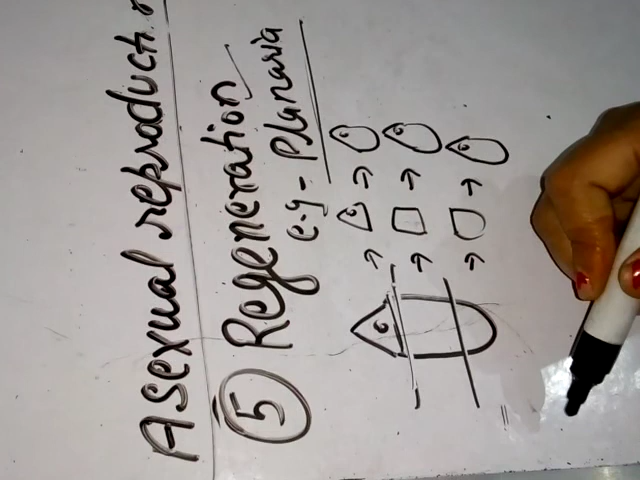 Asexual reproduct
⑤ Regeneration
e.g - Planaria